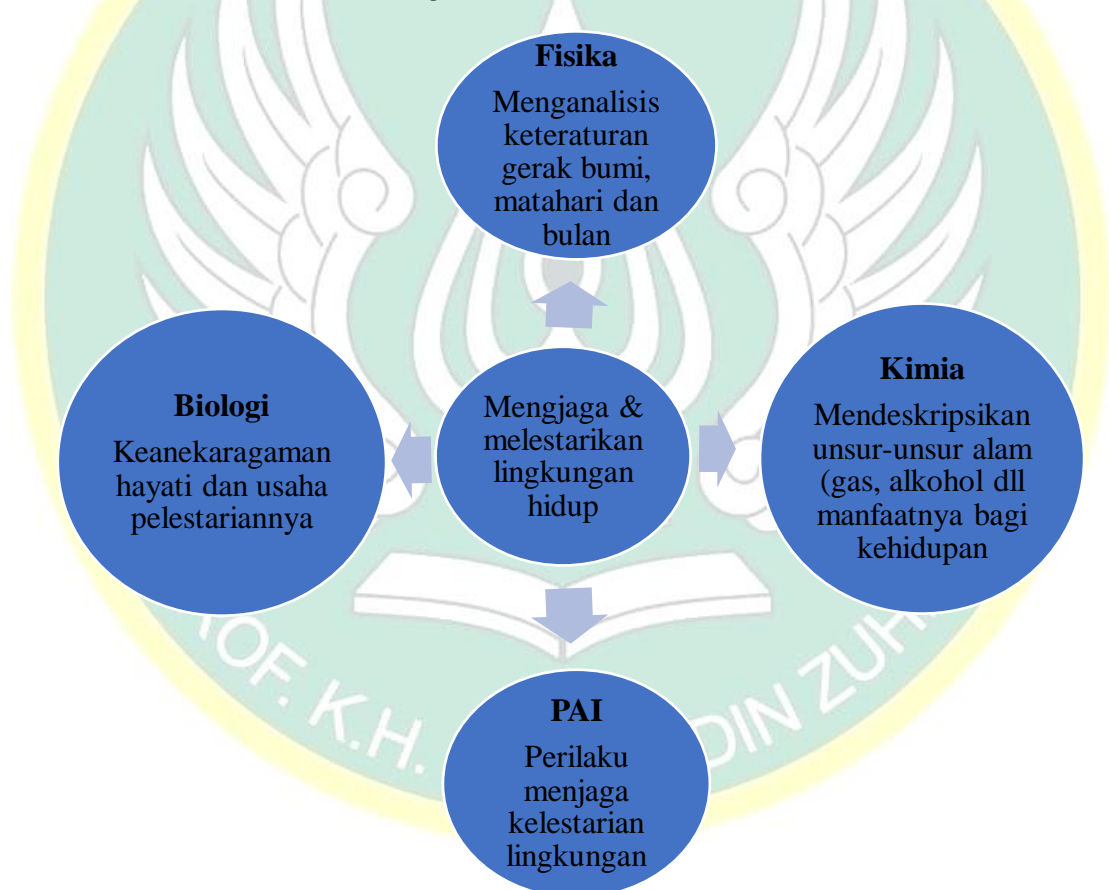 Fisika
Menganalisis
keteraturan
gerak bumi,
matahari dan
bulan
Biologi
Keanekaragaman
hayati dan usaha
pelestariannya
Mengjaga &
melestarikan
lingkungan
hidup
Kimia
Mendeskripsikan
unsur-unsur alam
(gas, alkohol dll
manfaatnya bagi
kehidupan
PAI
Perilaku
menjaga
kelestarian
lingkungan
K.H.